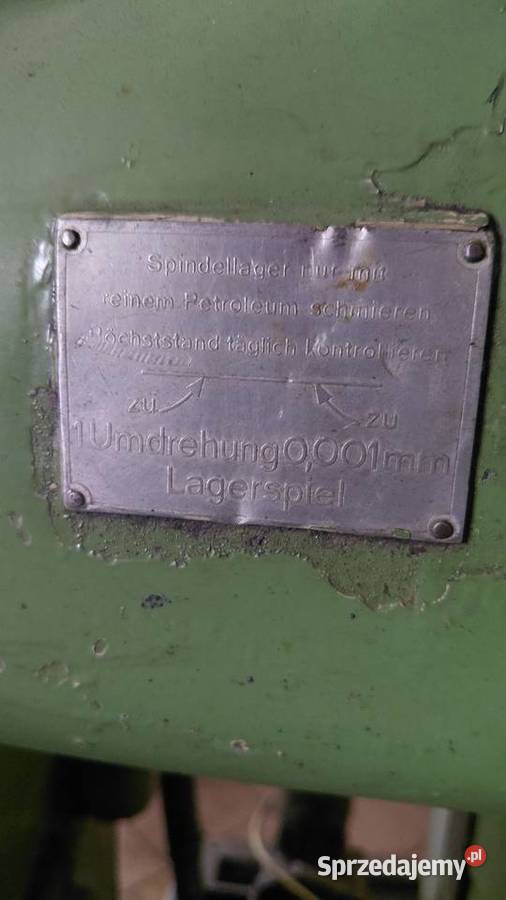 Spindellager nur mit
reinem Petroleum schmieren
Höchststand täglich kontrollieren
zu zu
1 Umdrehung 0,001 mm
Lagerspiel
Sprzedajemy.pl